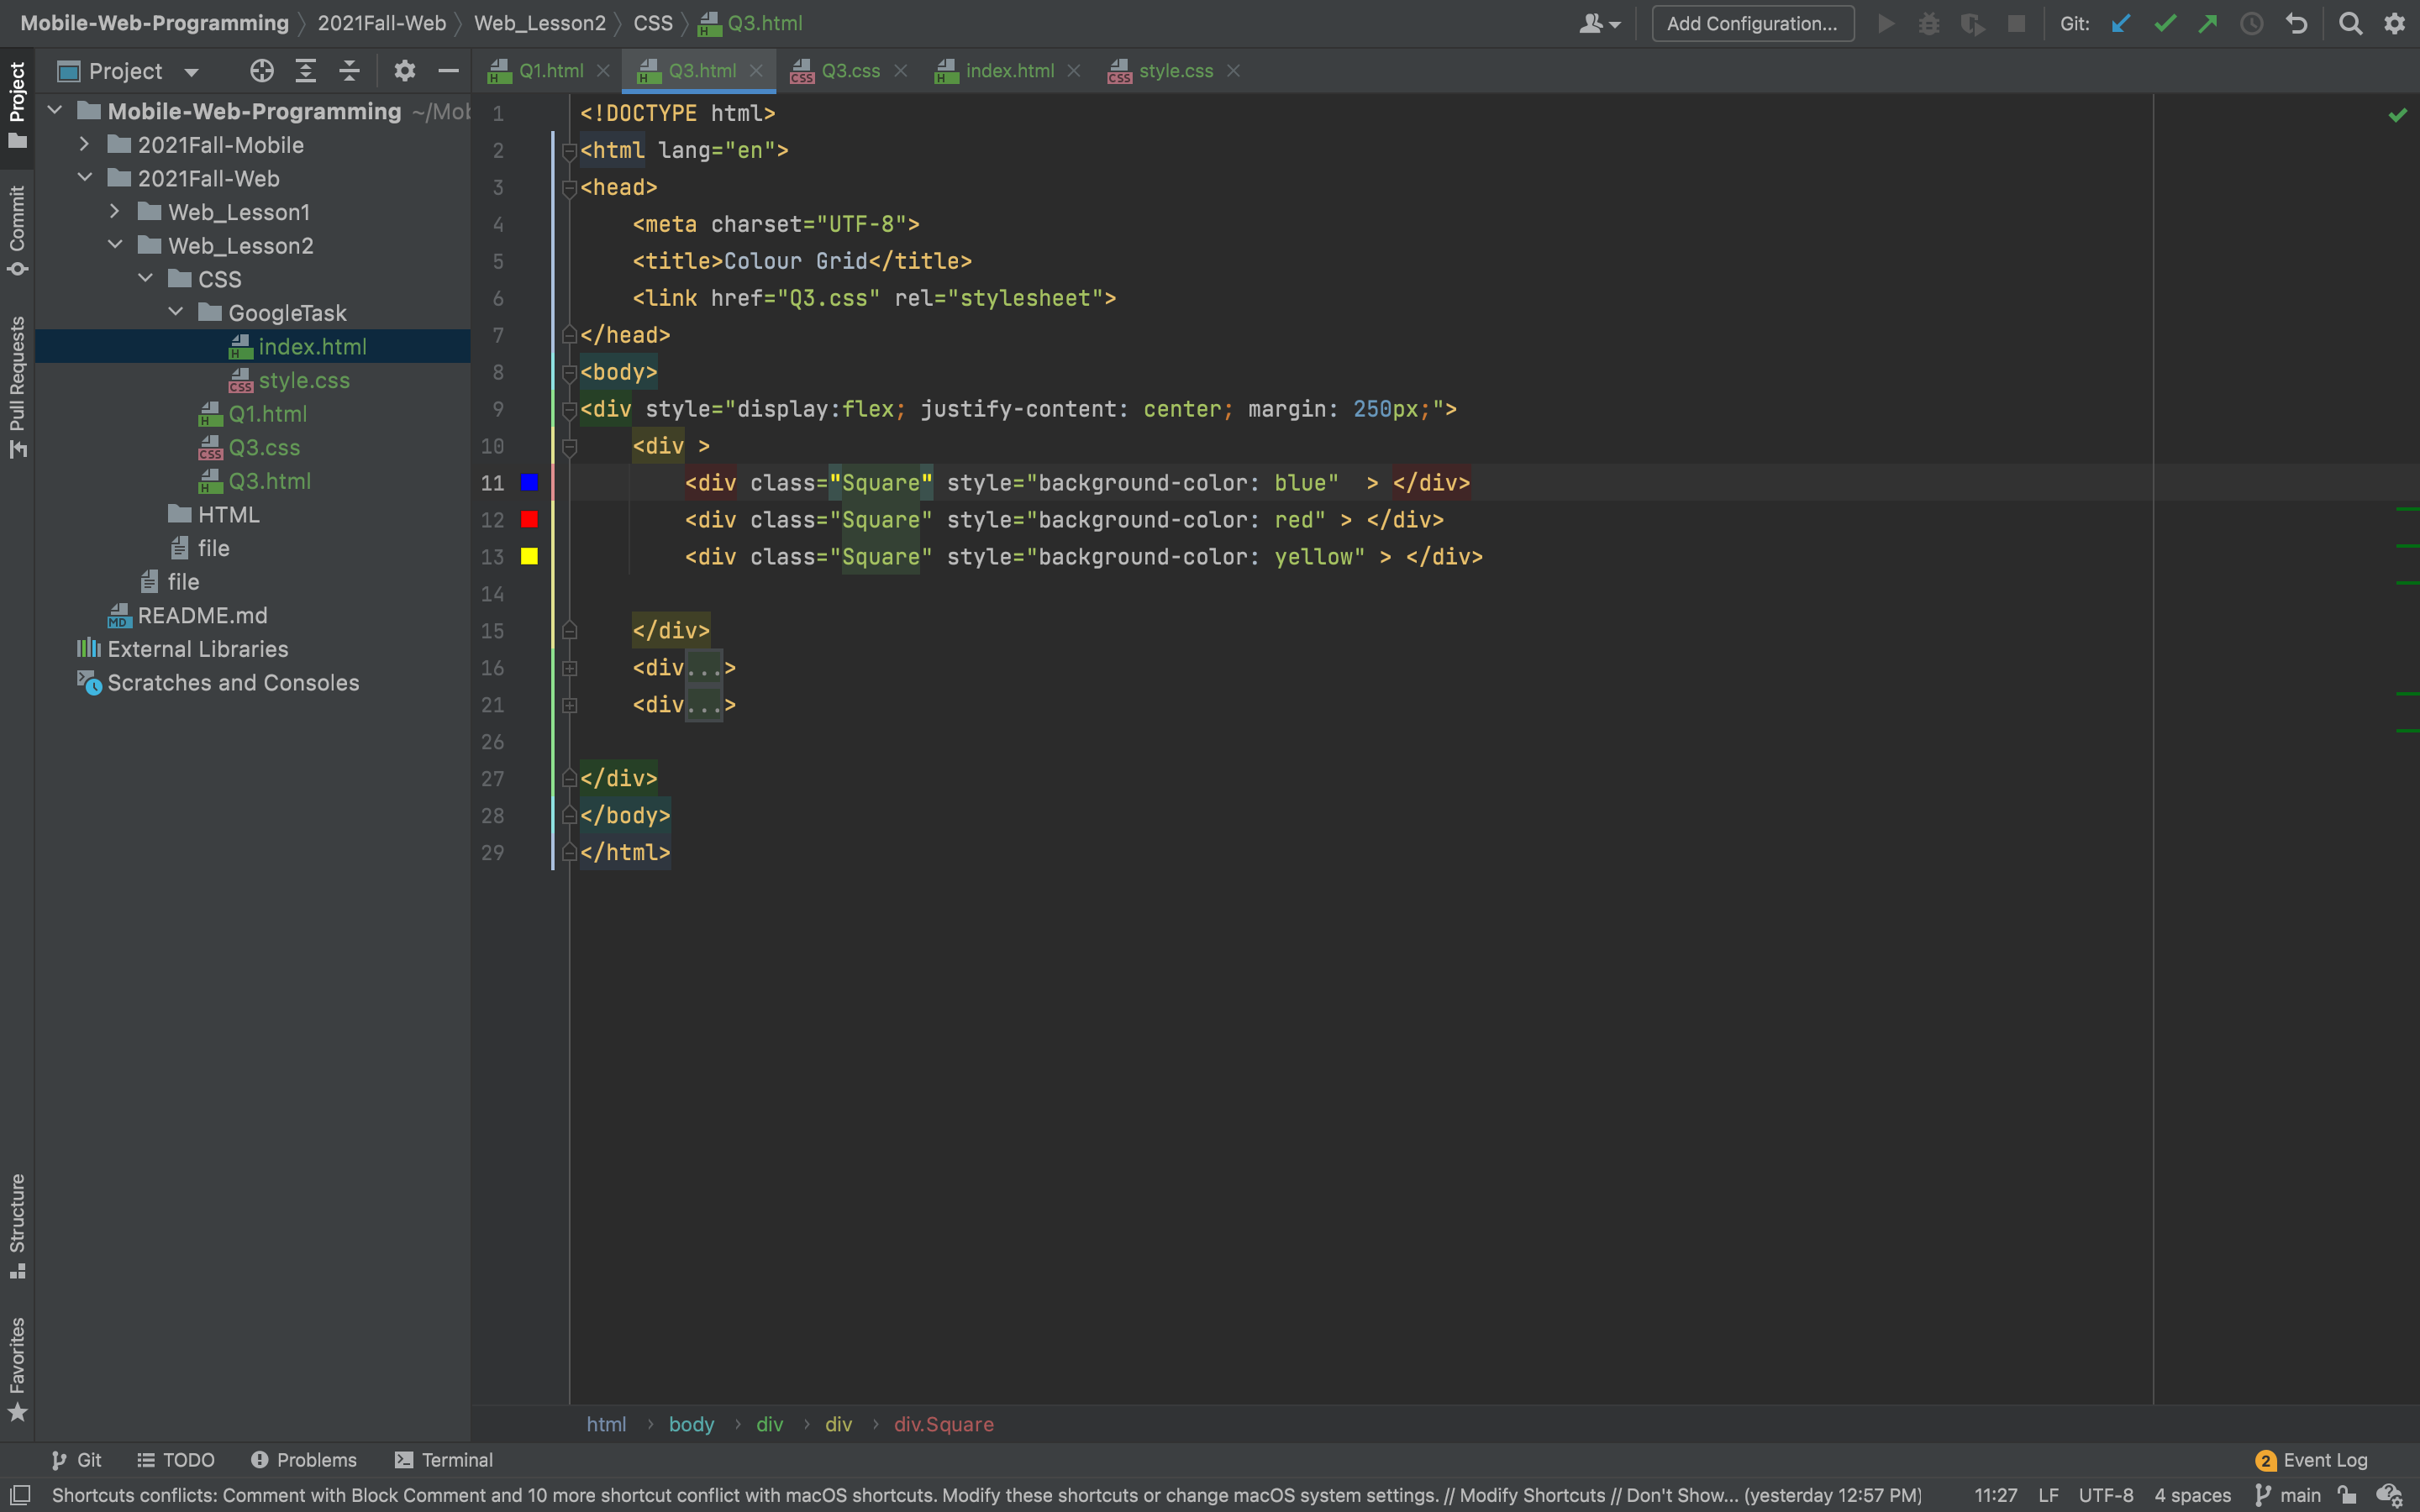 Mobile-Web-Programming 2021Fall-Web Web_Lesson2 CSS Q3.html Add Configuration... Git:
Project Q1.html Q3.html Q3.css index.html style.css
Project
Commit
Pull Requests
Structure
Favorites
Mobile-Web-Programming ~/Mob
2021Fall-Mobile
2021Fall-Web
Web_Lesson1
Web_Lesson2
CSS
GoogleTask
index.html
style.css
Q1.html
Q3.css
Q3.html
HTML
file
file
README.md
External Libraries
Scratches and Consoles
1 <!DOCTYPE html>
2 <html lang="en">
3 <head>
4 <meta charset="UTF-8">
5 <title>Colour Grid</title>
6 <link href="Q3.css" rel="stylesheet">
7 </head>
8 <body>
9 <div style="display:flex; justify-content: center; margin: 250px;">
10 <div >
11 <div class="Square" style="background-color: blue"  > </div>
12 <div class="Square" style="background-color: red" > </div>
13 <div class="Square" style="background-color: yellow" > </div>
14
15 </div>
16 <div...>
21 <div...>
26
27 </div>
28 </body>
29 </html>
html › body › div › div › div.Square
Git TODO Problems Terminal 2 Event Log
Shortcuts conflicts: Comment with Block Comment and 10 more shortcut conflict with macOS shortcuts. Modify these shortcuts or change macOS system settings. // Modify Shortcuts // Don't Show... (yesterday 12:57 PM) 11:27 LF UTF-8 4 spaces main